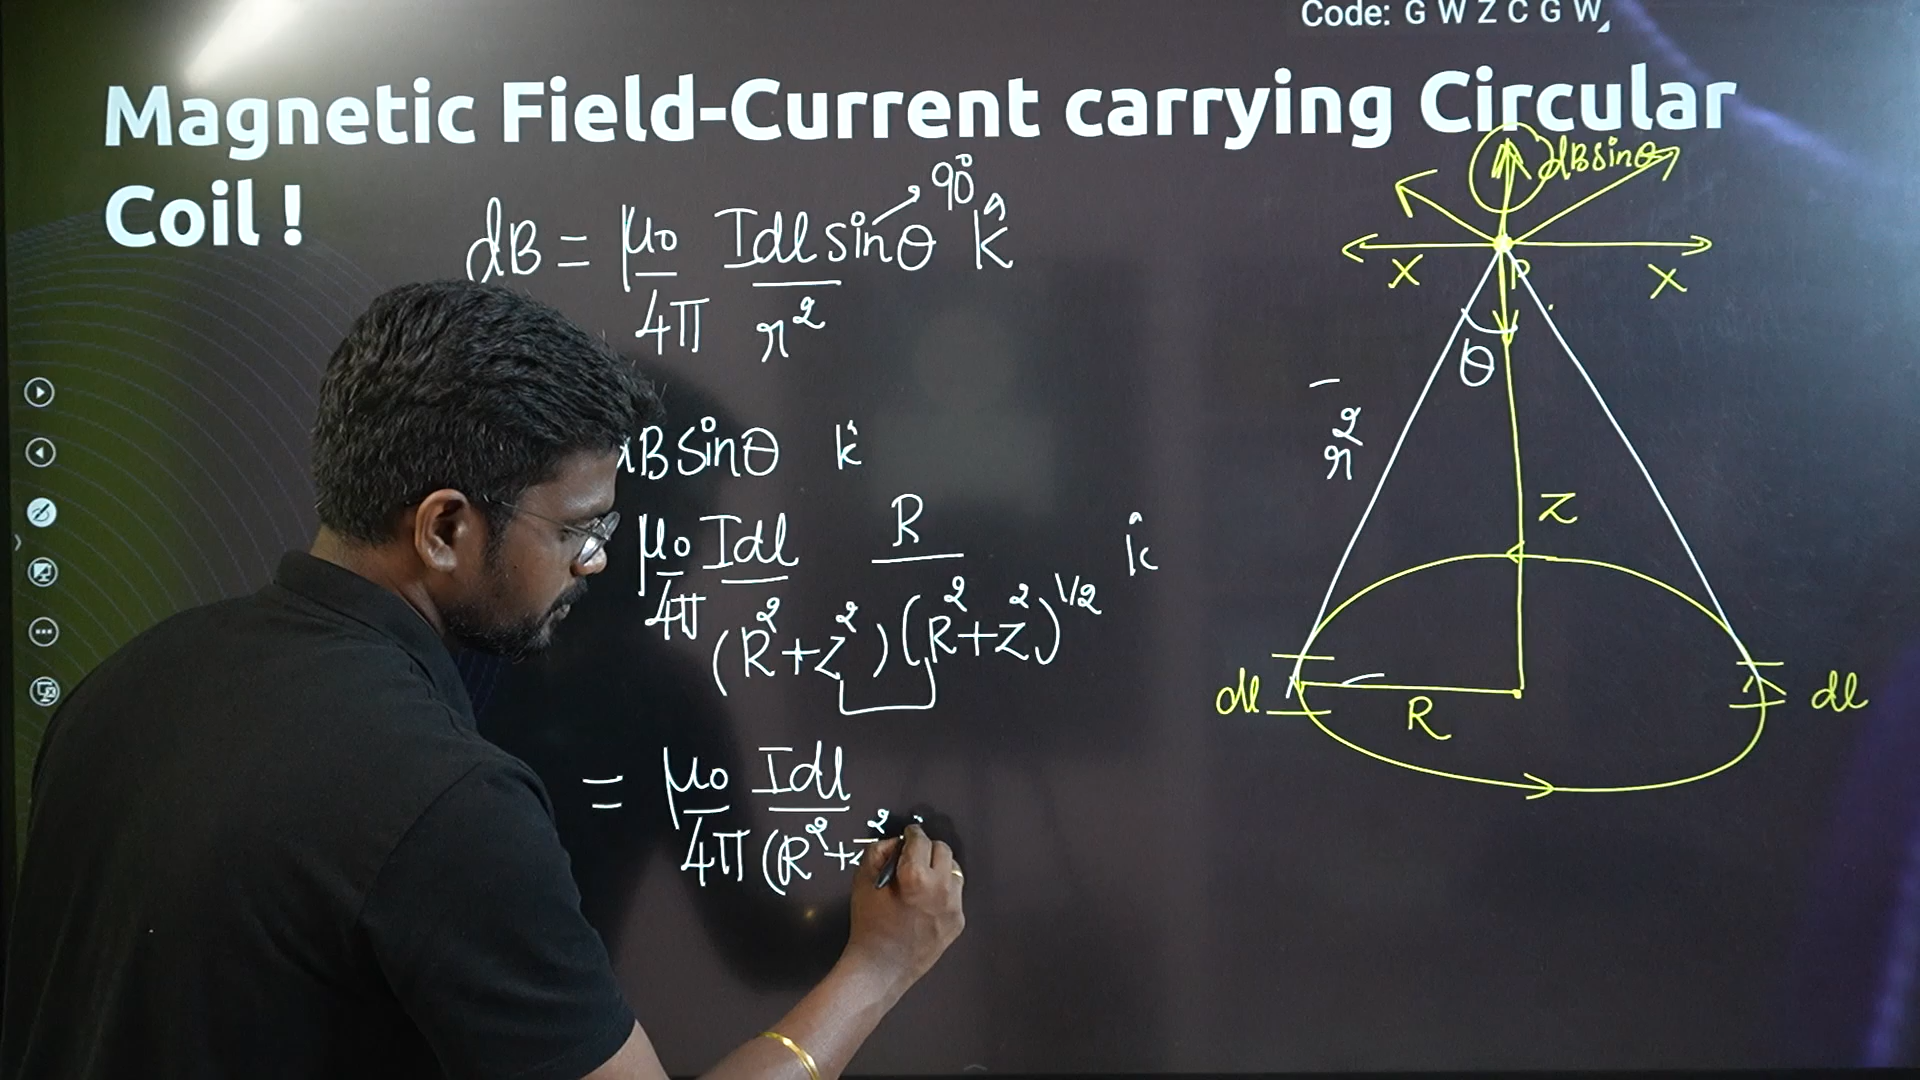 Code: G W Z C G W
Magnetic Field-Current carrying Circular
Coil !
dB = μ₀/4π Idl sinθ/r² k̂
90°
dB sinθ k̂
μ₀/4π Idl/(R²+z²) R/(R²+z²)^1/2 k̂
= μ₀/4π Idl/(R²+z²
dB sinθ
X P X
θ
r²
z
dl R dl